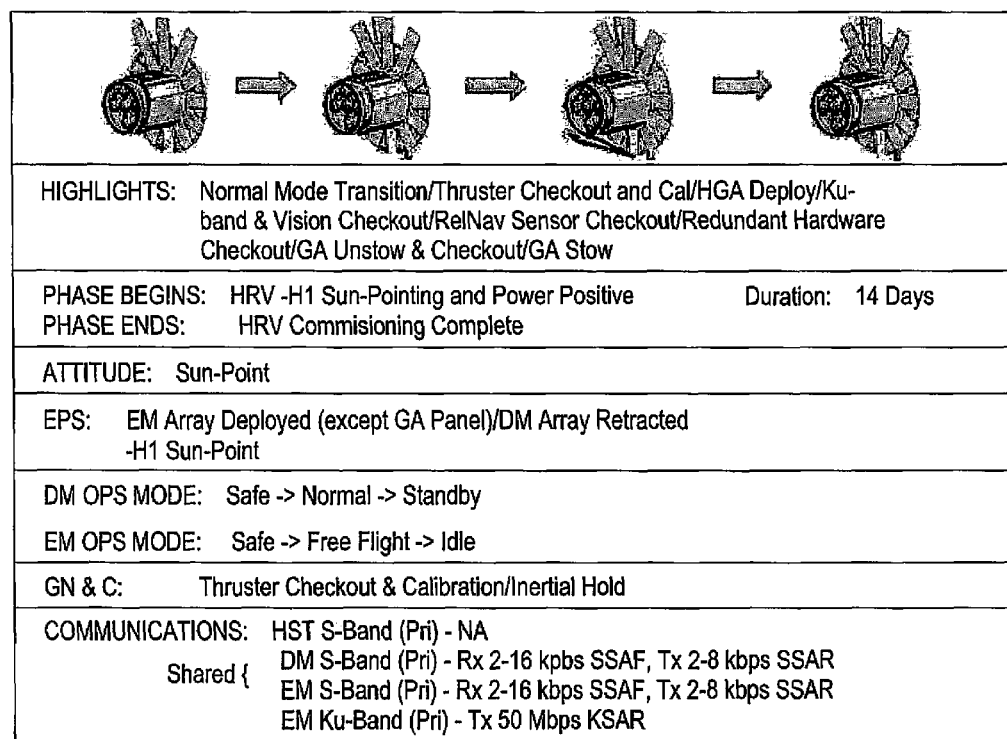 HIGHLIGHTS: Normal Mode Transition/Thruster Checkout and Cal/HGA Deploy/Ku-
band & Vision Checkout/RelNav Sensor Checkout/Redundant Hardware
Checkout/GA Unstow & Checkout/GA Stow
PHASE BEGINS: HRV -H1 Sun-Pointing and Power Positive Duration: 14 Days
PHASE ENDS: HRV Commisioning Complete
ATTITUDE: Sun-Point
EPS: EM Array Deployed (except GA Panel)/DM Array Retracted
-H1 Sun-Point
DM OPS MODE: Safe -> Normal -> Standby
EM OPS MODE: Safe -> Free Flight -> Idle
GN & C: Thruster Checkout & Calibration/Inertial Hold
COMMUNICATIONS: HST S-Band (Pri) - NA
Shared { DM S-Band (Pri) - Rx 2-16 kpbs SSAF, Tx 2-8 kbps SSAR
EM S-Band (Pri) - Rx 2-16 kbps SSAF, Tx 2-8 kbps SSAR
EM Ku-Band (Pri) - Tx 50 Mbps KSAR